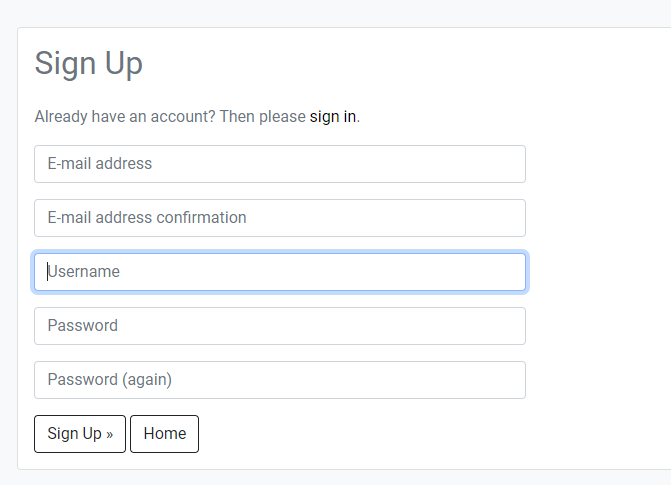 Sign Up
Already have an account? Then please sign in.
E-mail address
E-mail address confirmation
Username
Password
Password (again)
Sign Up » Home